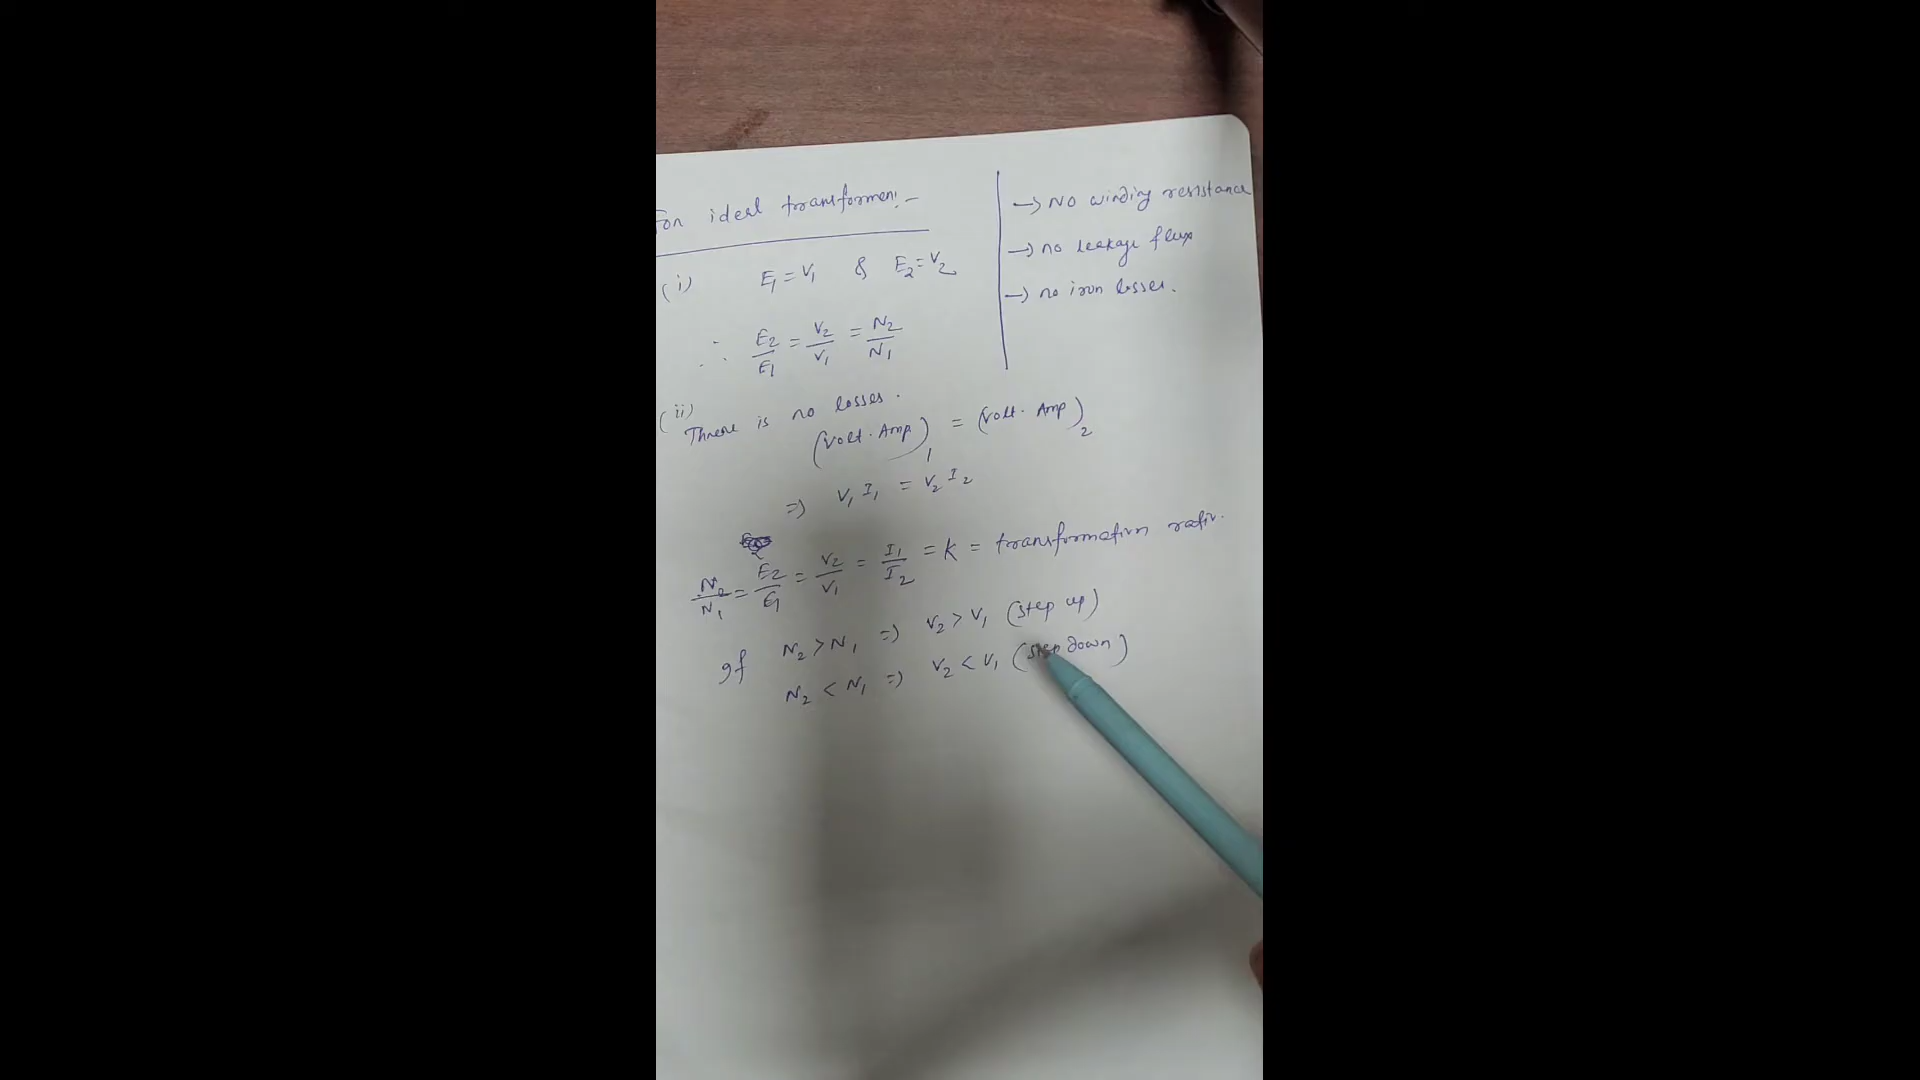 For ideal transformer:-
(i) E₁ = V₁ & E₂ = V₂
∴ E₂/E₁ = V₂/V₁ = N₂/N₁
→ NO winding resistance
→ no leakage flux
→ no iron losses.
(ii) There is no losses.
(Volt. Amp)₁ = (Volt. Amp)₂
⇒ V₁ I₁ = V₂ I₂
N₂/N₁ = E₂/E₁ = V₂/V₁ = I₁/I₂ = K = transformation ratio.
If N₂ > N₁ ⇒ V₂ > V₁ (step up)
N₂ < N₁ ⇒ V₂ < V₁ (step down)